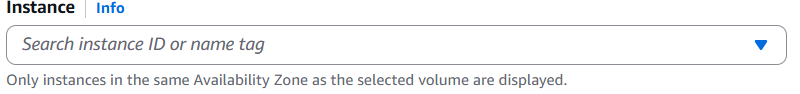 Instance Info
Search instance ID or name tag
Only instances in the same Availability Zone as the selected volume are displayed.